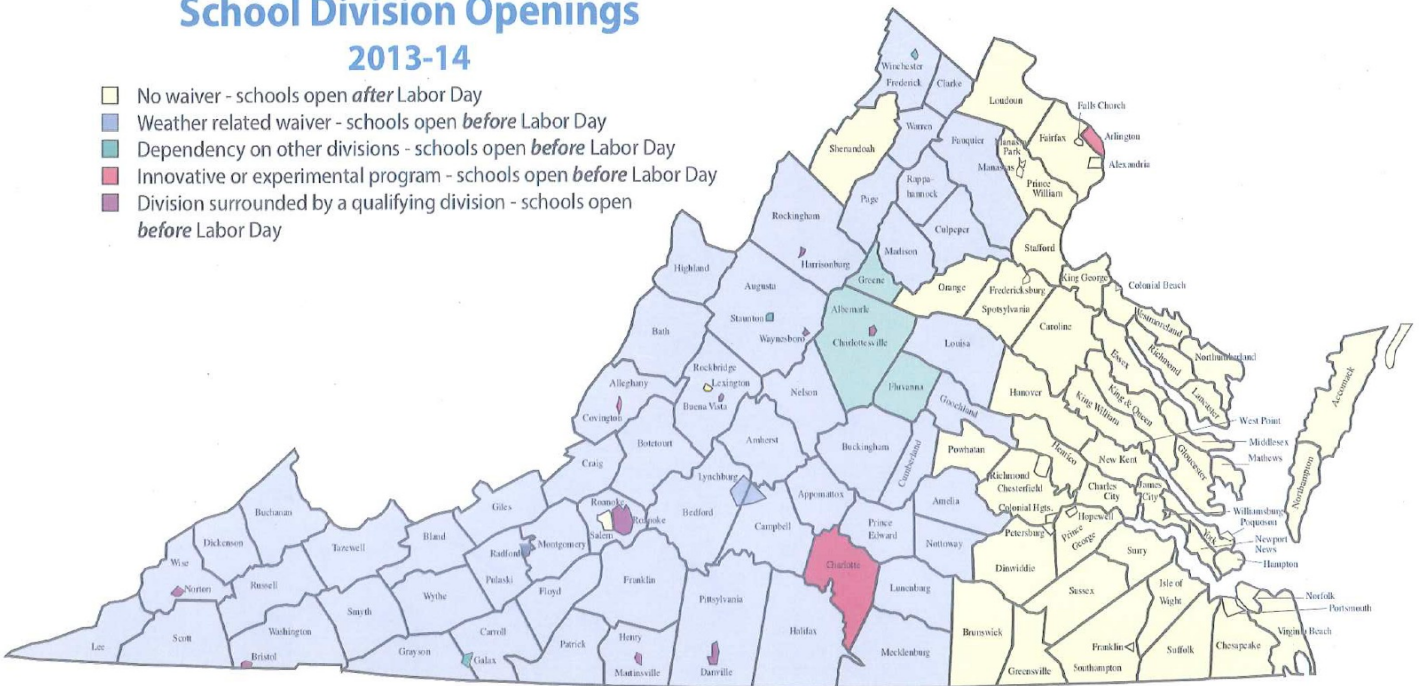 School Division Openings
2013-14
No waiver - schools open after Labor Day
Weather related waiver - schools open before Labor Day
Dependency on other divisions - schools open before Labor Day
Innovative or experimental program - schools open before Labor Day
Division surrounded by a qualifying division - schools open
before Labor Day
Winchester
Frederick
Clarke
Loudoun
Falls Church
Arlington
Fairfax
Alexandria
Shenandoah
Warren
Fauquier
Manassas
Park
Prince
William
Page
Rappa-
hannock
Culpeper
Madison
Stafford
Rockingham
Harrisonburg
Greene
Orange
Fredericksburg
Spotsylvania
King George
Colonial Beach
Westmoreland
Highland
Augusta
Staunton
Waynesboro
Albemarle
Charlottesville
Louisa
Caroline
Essex
Richmond
Northumberland
Lancaster
Accomack
Northampton
Bath
Rockbridge
Lexington
Buena Vista
Nelson
Fluvanna
Goochland
Hanover
King William
King & Queen
Alleghany
Covington
Botetourt
Amherst
Buckingham
Cumberland
Powhatan
Henrico
New Kent
Gloucester
West Point
Middlesex
Mathews
Craig
Roanoke
Salem
Roanoke
Lynchburg
Bedford
Campbell
Appomattox
Prince
Edward
Amelia
Nottoway
Richmond
Chesterfield
Colonial Hgts.
Petersburg
Hopewell
Prince
George
Charles
City
James
City
Williamsburg
Poquoson
York
Newport
News
Hampton
Buchanan
Dickenson
Wise
Norton
Russell
Tazewell
Bland
Giles
Radford
Montgomery
Pulaski
Floyd
Franklin
Pittsylvania
Halifax
Charlotte
Lunenburg
Dinwiddie
Sussex
Surry
Isle of
Wight
Norfolk
Portsmouth
Virginia Beach
Lee
Scott
Washington
Bristol
Smyth
Wythe
Grayson
Carroll
Galax
Patrick
Henry
Martinsville
Danville
Mecklenburg
Brunswick
Greensville
Southampton
Franklin
Suffolk
Chesapeake